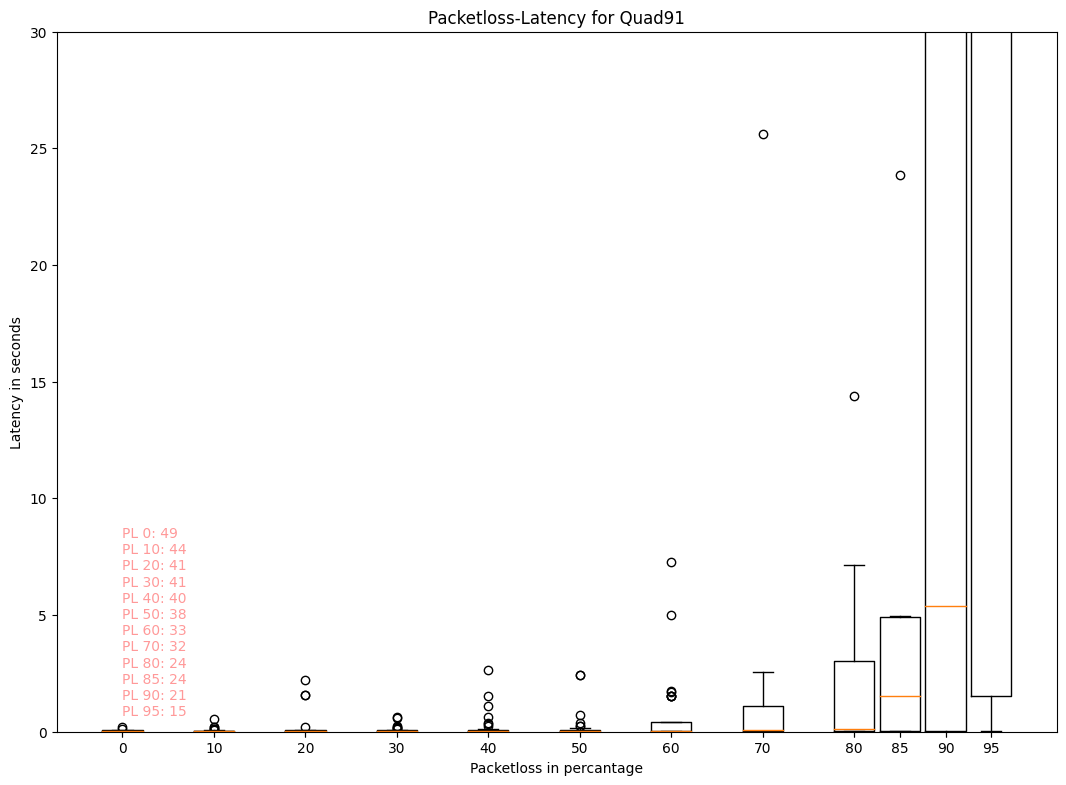 Packetloss-Latency for Quad91
30
25
20
15
10
5
0
Latency in seconds
PL 0: 49
PL 10: 44
PL 20: 41
PL 30: 41
PL 40: 40
PL 50: 38
PL 60: 33
PL 70: 32
PL 80: 24
PL 85: 24
PL 90: 21
PL 95: 15
0 10 20 30 40 50 60 70 80 85 90 95
Packetloss in percantage